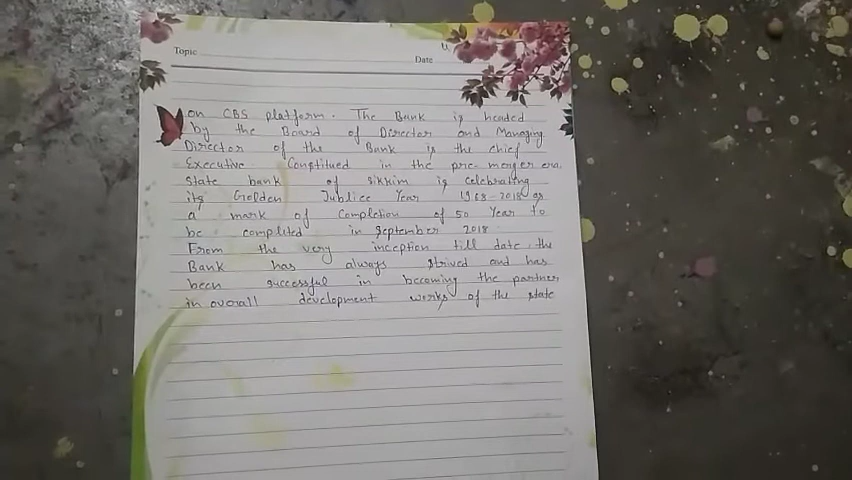 Topic
Date
on CBS platform. The Bank is headed
by the Board of Director and Managing
Director of the Bank is the chief
Executive. Constitued in the pre-merger era,
state bank of sikkim is celebrating
its Golden Jublice Year 1968-2018 as
a mark of Completion of 50 Year to
be complited in september 2018.
From the very inception till date, the
Bank has always strived and has
been successful in becoming the partner
in overall development works of the state